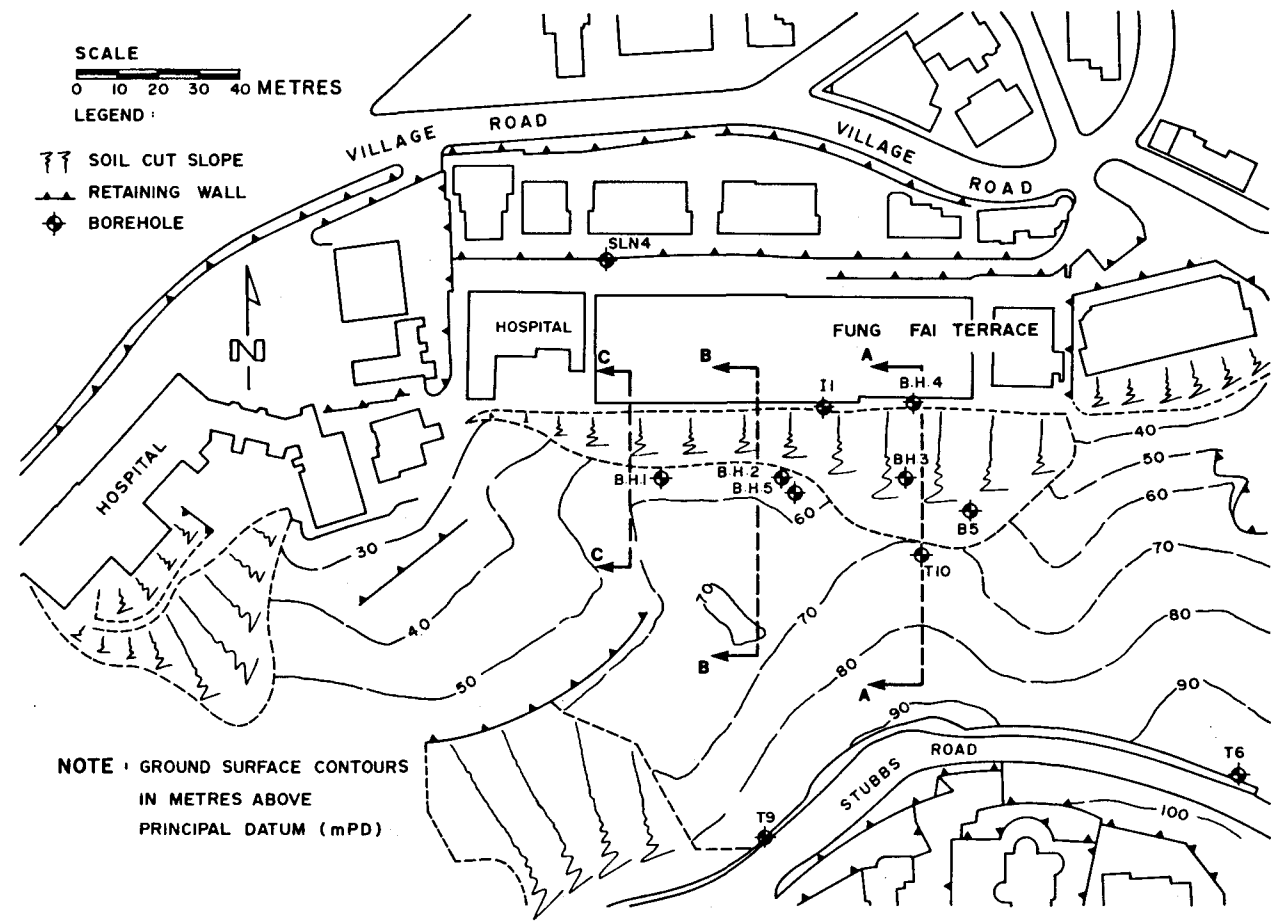 SCALE
0 10 20 30 40 METRES
LEGEND :
SOIL CUT SLOPE
RETAINING WALL
BOREHOLE
VILLAGE ROAD
VILLAGE ROAD
SLN4
N
HOSPITAL
FUNG FAI TERRACE
C
B
A
I1
B.H.4
HOSPITAL
40
50
60
B.H.1
B.H.2
B.H.5
BH3
60
B5
30
C
T10
70
70
70
40
80
80
50
B
A
90
90
NOTE : GROUND SURFACE CONTOURS
IN METRES ABOVE
PRINCIPAL DATUM (mPD)
STUBBS ROAD
T6
T9
100